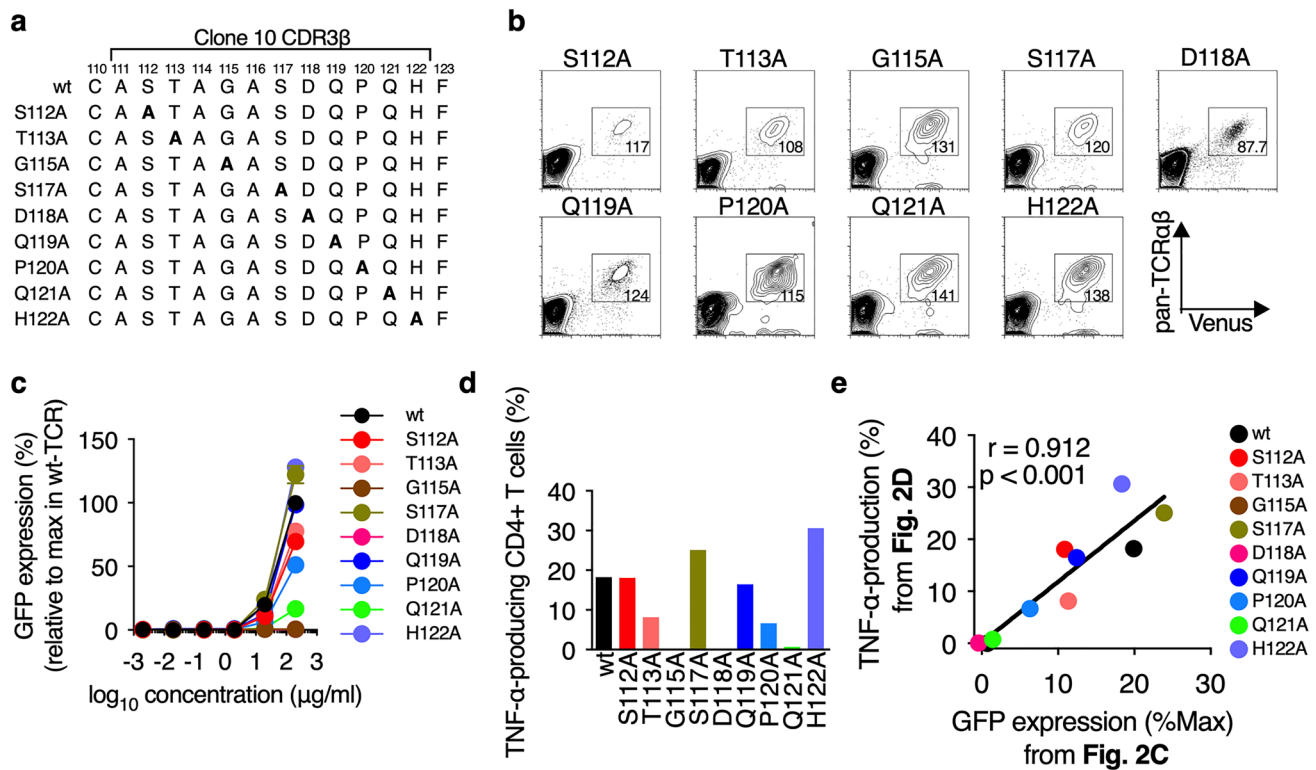 a
Clone 10 CDR3β
110 111 112 113 114 115 116 117 118 119 120 121 122 123
wt C A S T A G A S D Q P Q H F
S112A C A A T A G A S D Q P Q H F
T113A C A S A A G A S D Q P Q H F
G115A C A S T A A A S D Q P Q H F
S117A C A S T A G A A D Q P Q H F
D118A C A S T A G A S A Q P Q H F
Q119A C A S T A G A S D A P Q H F
P120A C A S T A G A S D Q A Q H F
Q121A C A S T A G A S D Q P A H F
H122A C A S T A G A S D Q P Q A F
b
S112A T113A G115A S117A D118A
117 108 131 120 87.7
Q119A P120A Q121A H122A
124 115 141 138
pan-TCRαβ
Venus
c
GFP expression (%)
(relative to max in wt-TCR)
150
100
50
0
-3 -2 -1 0 1 2 3
log10 concentration (µg/ml)
wt
S112A
T113A
G115A
S117A
D118A
Q119A
P120A
Q121A
H122A
d
TNF-α-producing CD4+ T cells (%)
40
30
20
10
0
wt S112A T113A G115A S117A D118A Q119A P120A Q121A H122A
e
TNF-α-production (%)
from Fig. 2D
40
30
20
10
0
r = 0.912
p < 0.001
0 10 20 30
GFP expression (%Max)
from Fig. 2C
wt
S112A
T113A
G115A
S117A
D118A
Q119A
P120A
Q121A
H122A